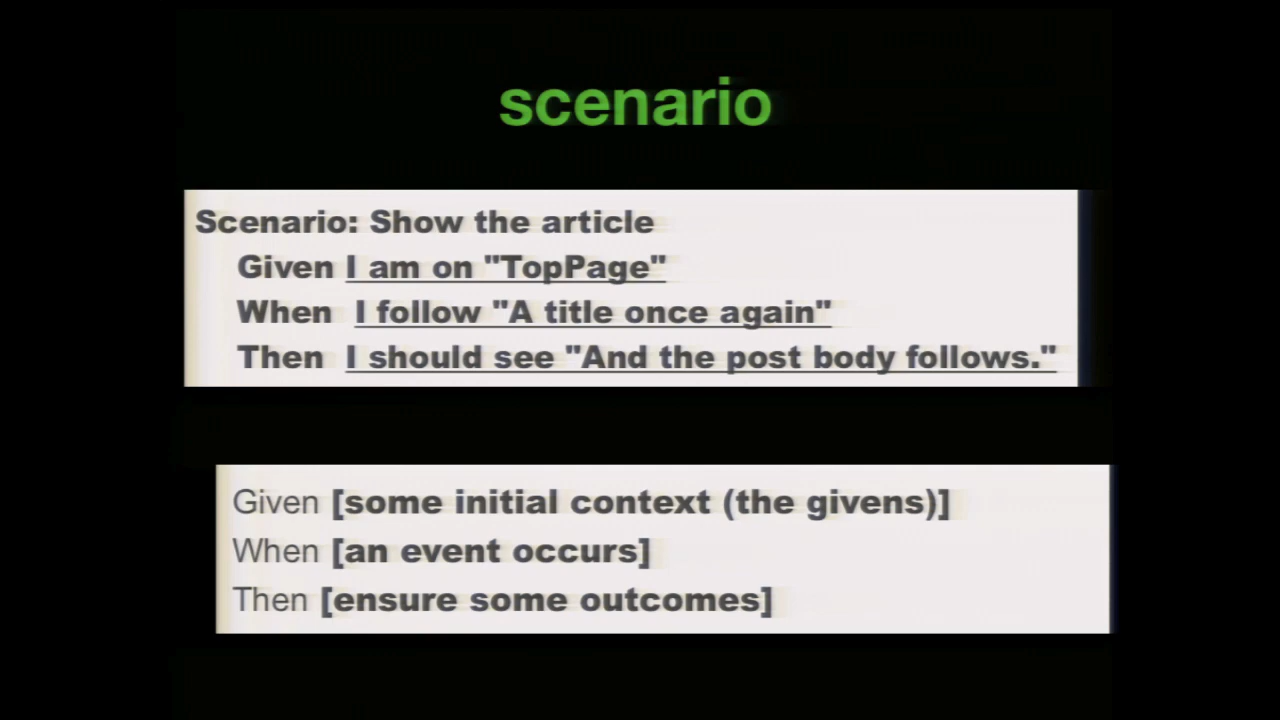 scenario
Scenario: Show the article
Given I am on "TopPage"
When I follow "A title once again"
Then I should see "And the post body follows."
Given [some initial context (the givens)]
When [an event occurs]
Then [ensure some outcomes]